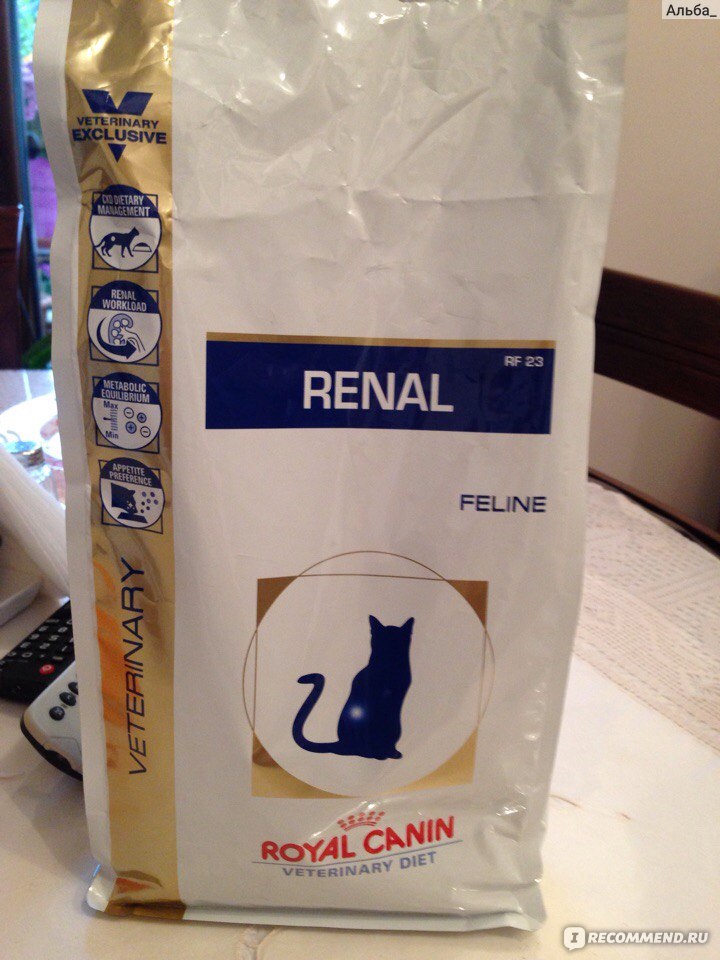 Альба_
VETERINARY
EXCLUSIVE
CKD DIETARY
MANAGEMENT
RENAL
WORKLOAD
METABOLIC
EQUILIBRIUM
Max
Min
APPETITE
PREFERENCE
VETERINARY
RF 23
RENAL
FELINE
ROYAL CANIN
VETERINARY DIET
I RECOMMEND.RU